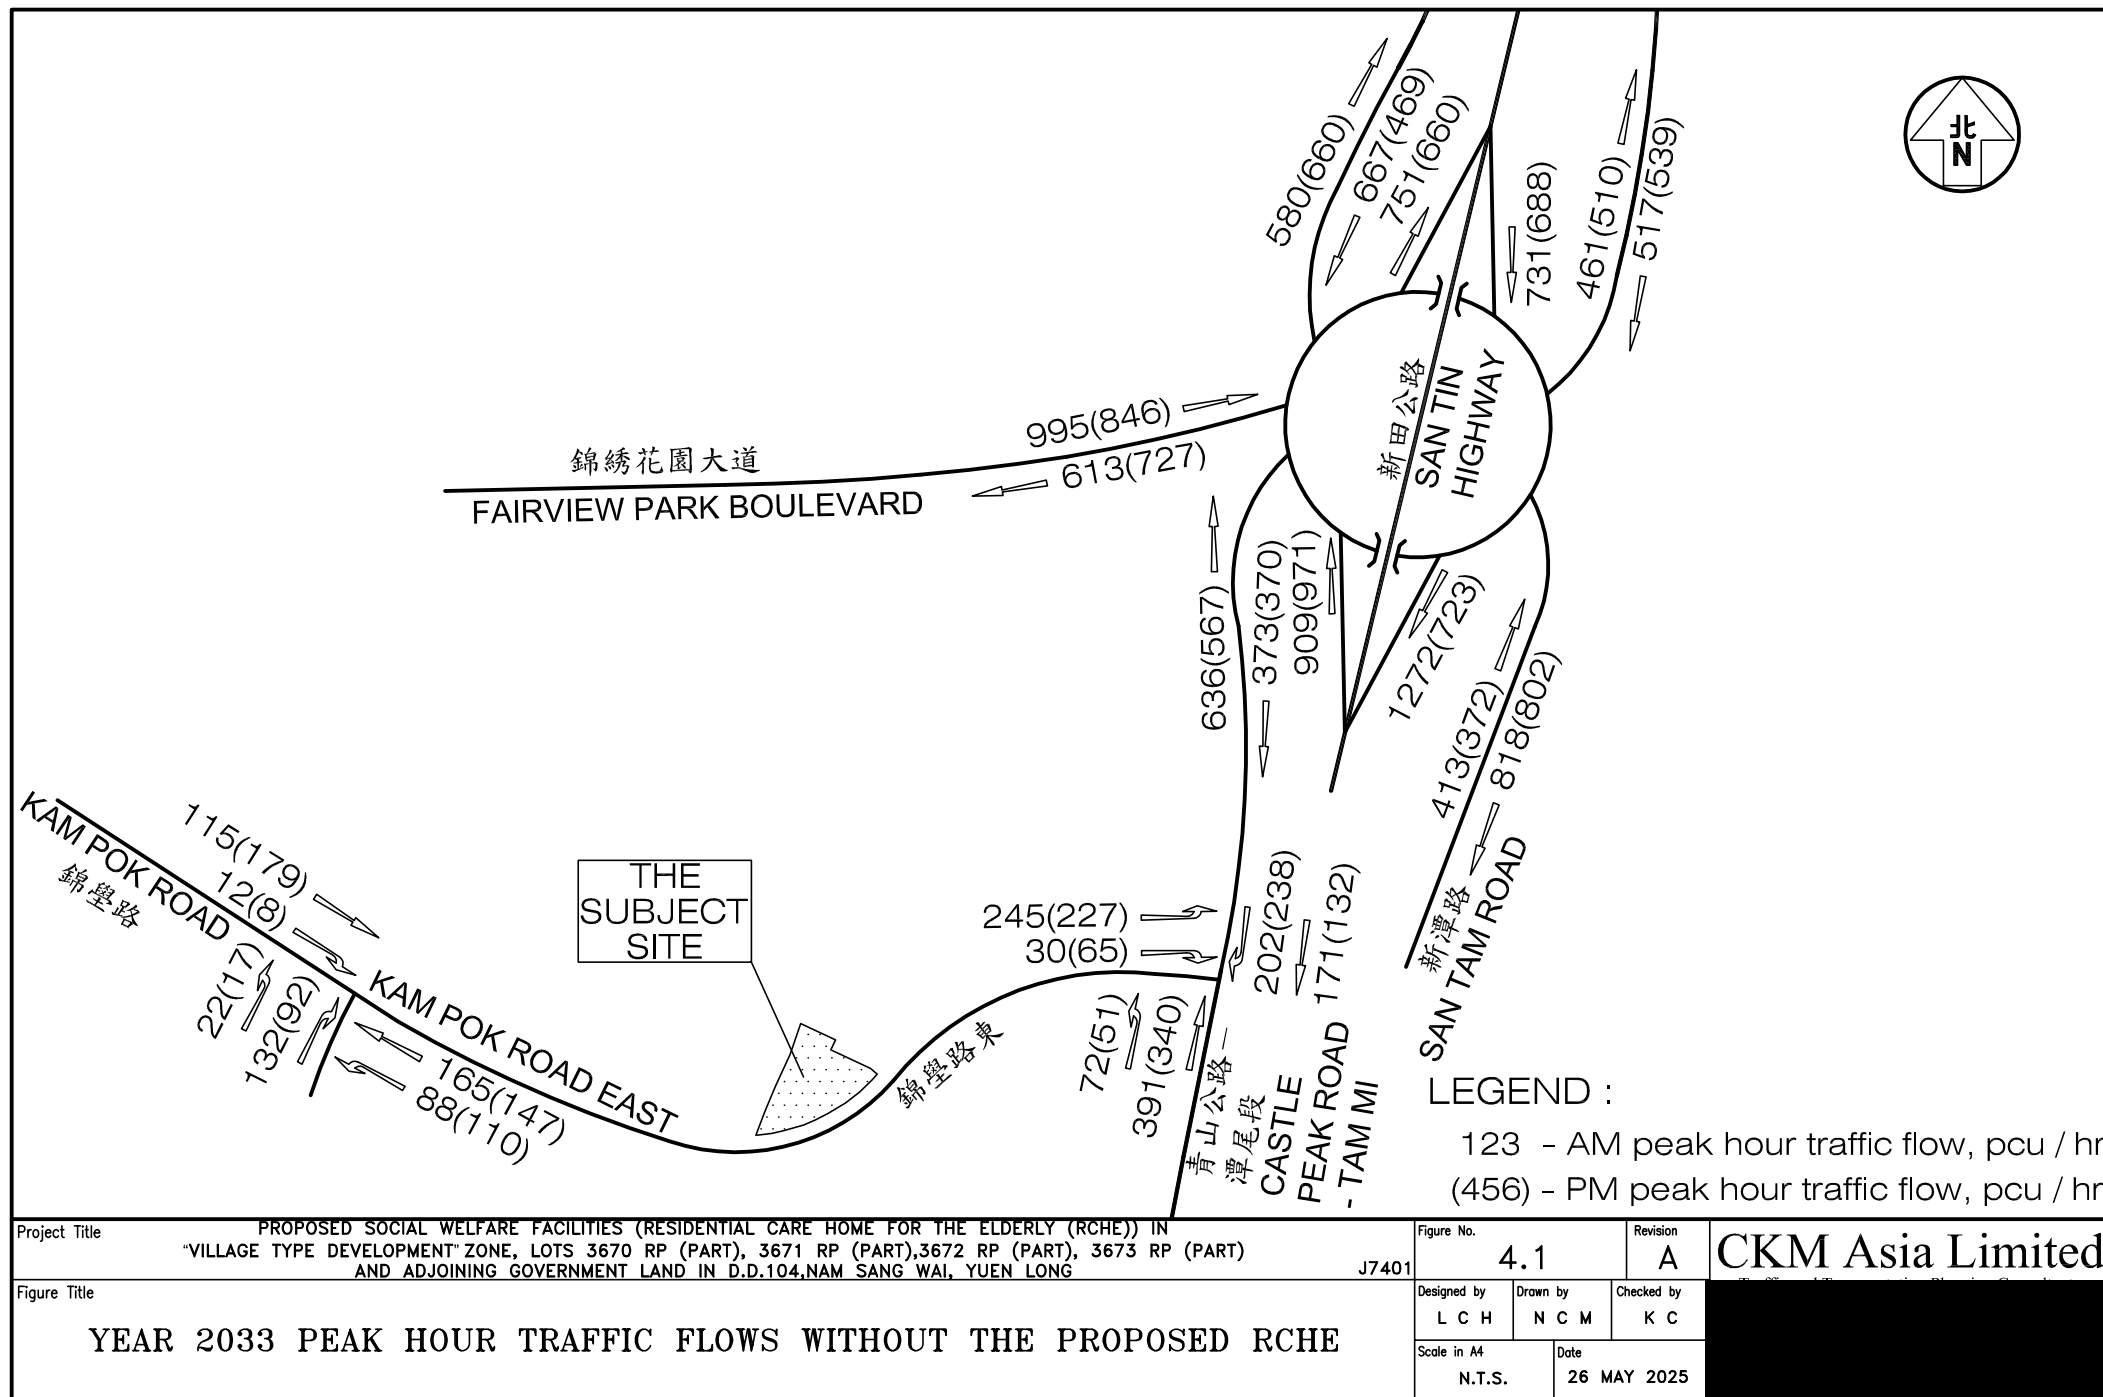 580(660)
667(469)
751(660)
731(688)
461(510)
517(539)
北
N
新田公路
SAN TIN
HIGHWAY
995(846)
613(727)
錦綉花園大道
FAIRVIEW PARK BOULEVARD
636(567)
373(370)
909(971)
1272(723)
413(372)
818(802)
新潭路
SAN TAM ROAD
KAM POK ROAD
錦壆路
115(179)
12(8)
22(17)
132(92)
KAM POK ROAD EAST
錦壆路東
165(147)
88(110)
THE
SUBJECT
SITE
245(227)
30(65)
202(238)
171(132)
72(51)
391(340)
青山公路－
潭尾段
CASTLE
PEAK ROAD
- TAM MI
LEGEND :
123 - AM peak hour traffic flow, pcu / hr
(456) - PM peak hour traffic flow, pcu / hr
Project Title
PROPOSED SOCIAL WELFARE FACILITIES (RESIDENTIAL CARE HOME FOR THE ELDERLY (RCHE)) IN
"VILLAGE TYPE DEVELOPMENT" ZONE, LOTS 3670 RP (PART), 3671 RP (PART),3672 RP (PART), 3673 RP (PART)
AND ADJOINING GOVERNMENT LAND IN D.D.104,NAM SANG WAI, YUEN LONG
J7401
Figure No.
4.1
Revision
A
CKM Asia Limited
Figure Title
YEAR 2033 PEAK HOUR TRAFFIC FLOWS WITHOUT THE PROPOSED RCHE
Designed by
L C H
Drawn by
N C M
Checked by
K C
Scale in A4
N.T.S.
Date
26 MAY 2025